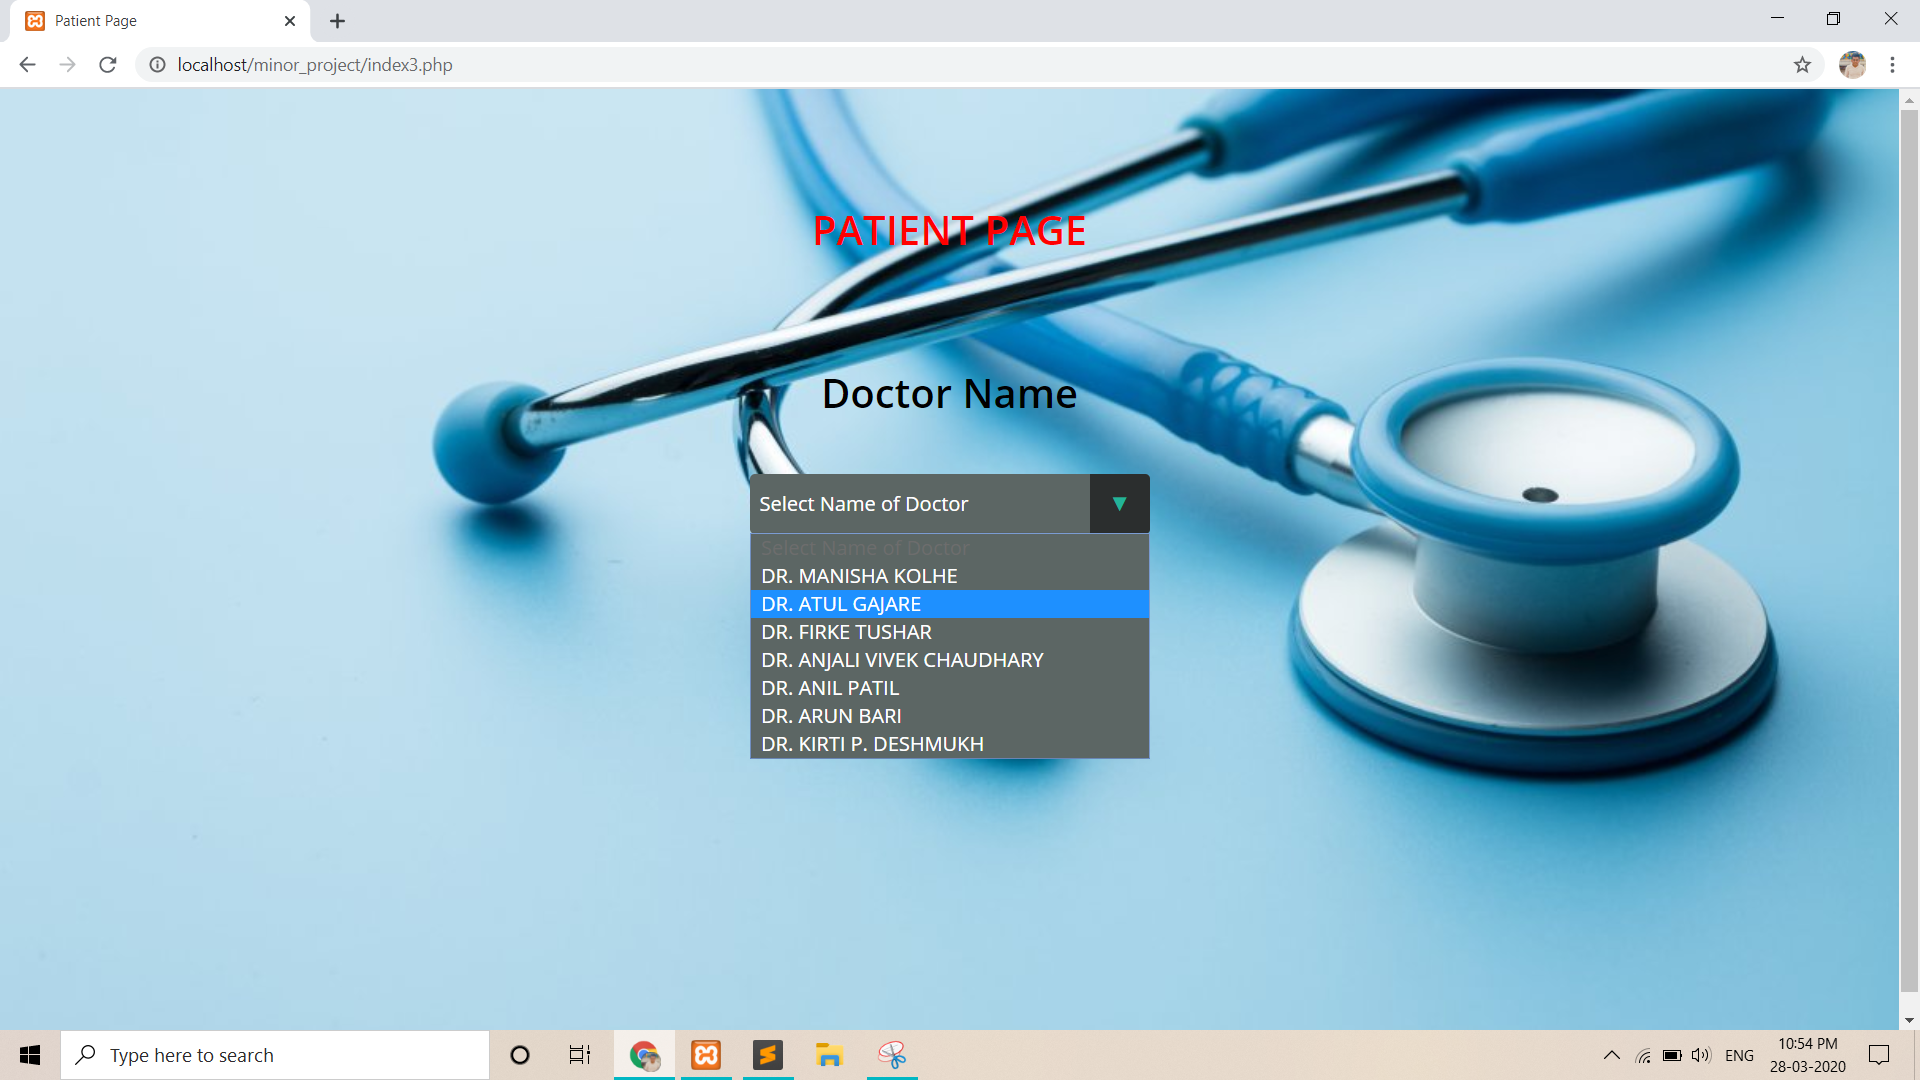 Patient Page
localhost/minor_project/index3.php
PATIENT PAGE
Doctor Name
Select Name of Doctor
Select Name of Doctor
DR. MANISHA KOLHE
DR. ATUL GAJARE
DR. FIRKE TUSHAR
DR. ANJALI VIVEK CHAUDHARY
DR. ANIL PATIL
DR. ARUN BARI
DR. KIRTI P. DESHMUKH
Type here to search
ENG
10:54 PM
28-03-2020